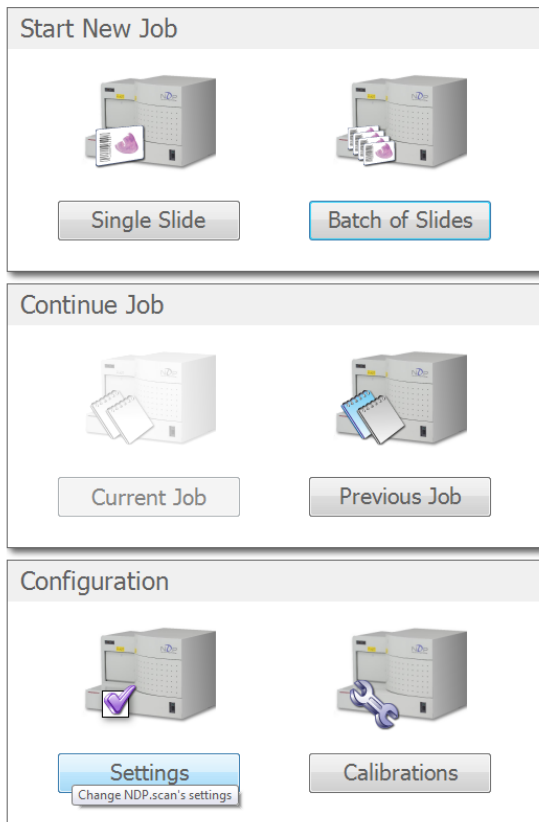 Start New Job
Single Slide
Batch of Slides
Continue Job
Current Job
Previous Job
Configuration
Settings
Calibrations
Change NDP.scan's settings